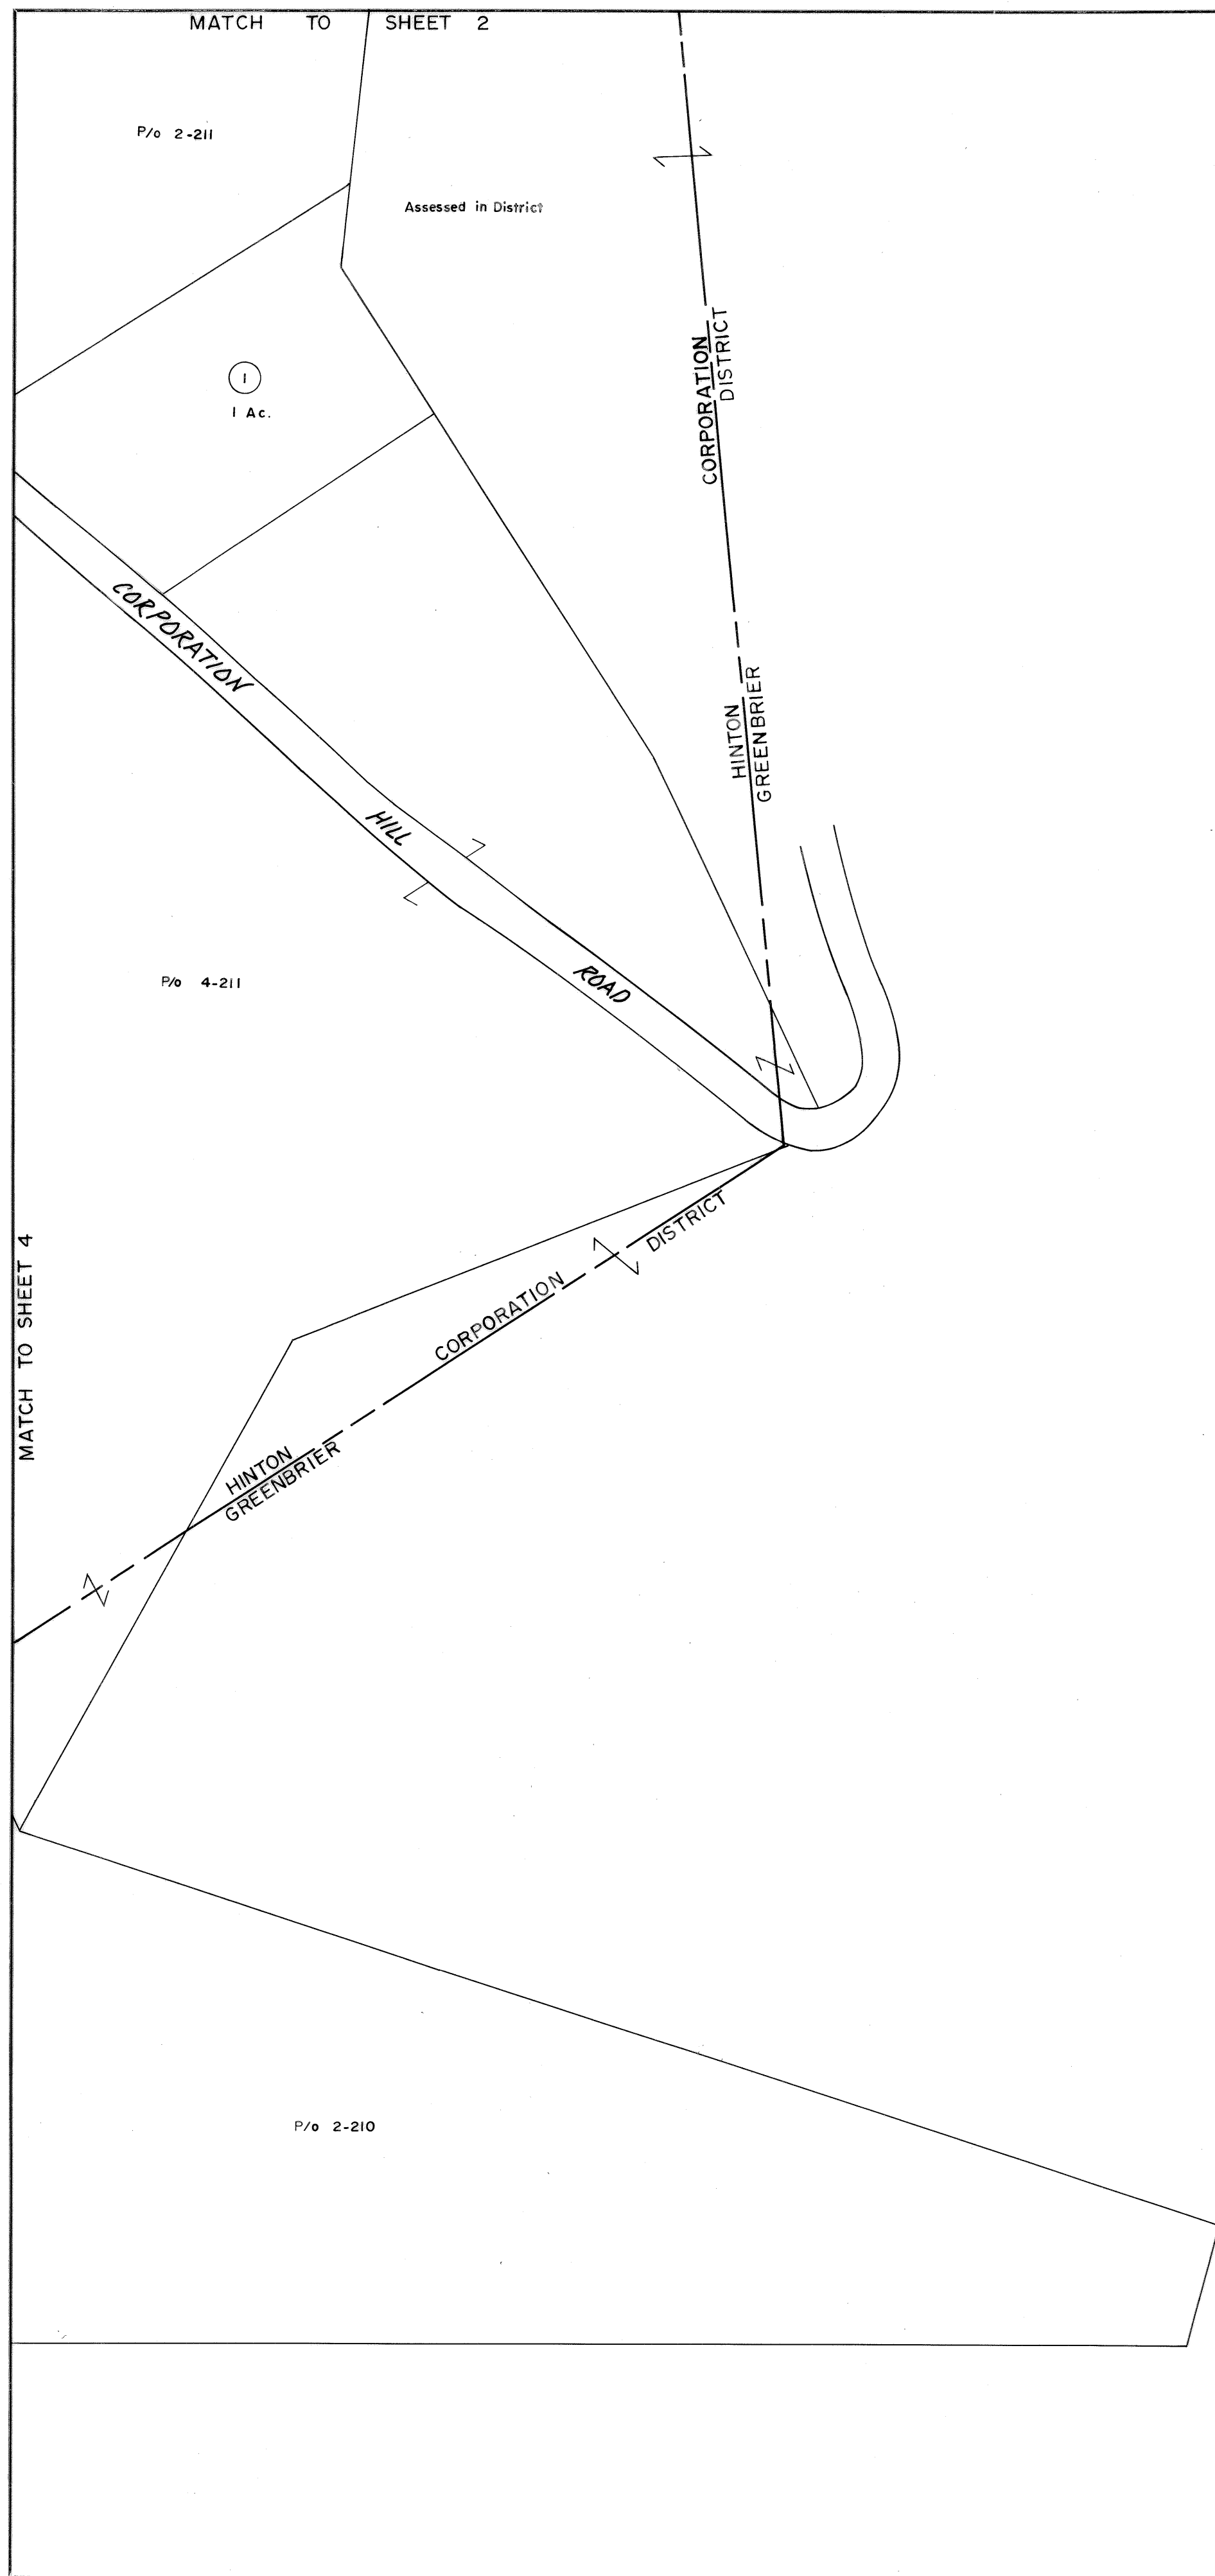 MATCH TO SHEET 2
P/o 2-211
Assessed in District
CORPORATION
DISTRICT
1
1 Ac.
CORPORATION HILL ROAD
HINTON
GREENBRIER
P/o 4-211
MATCH TO SHEET 4
CORPORATION
DISTRICT
HINTON
GREENBRIER
P/o 2-210